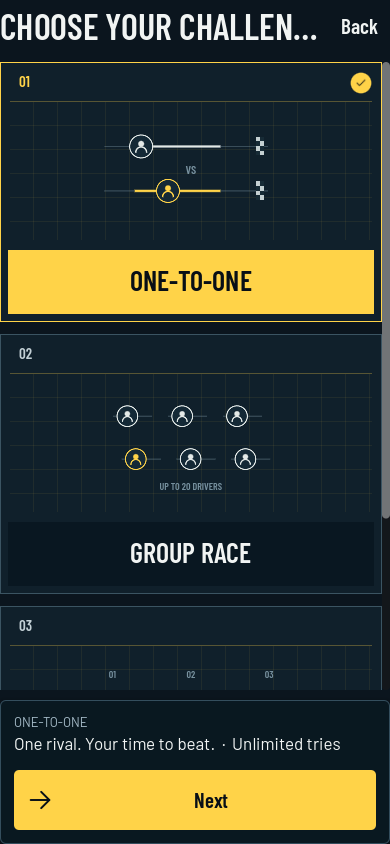 CHOOSE YOUR CHALLEN...
Back
01
VS
ONE-TO-ONE
02
UP TO 20 DRIVERS
GROUP RACE
03
01 02 03
ONE-TO-ONE
One rival. Your time to beat. · Unlimited tries
Next